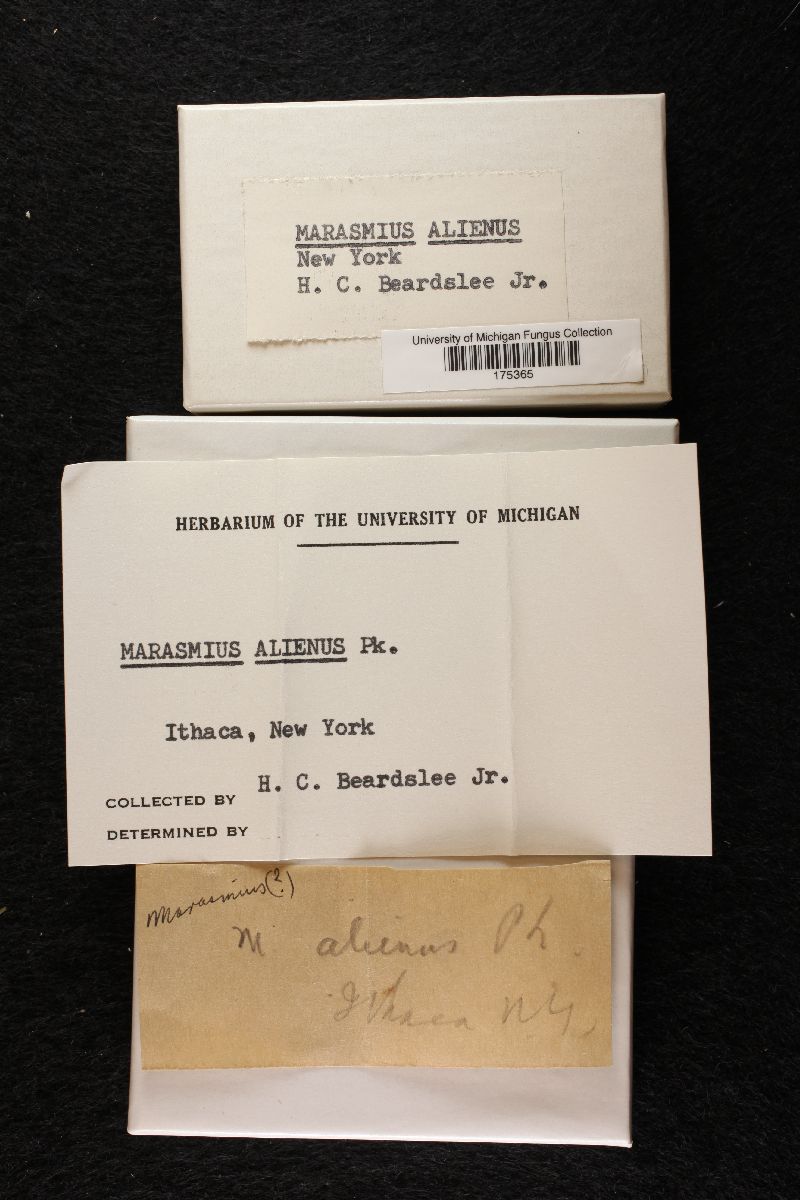 MARASMIUS ALIENUS
New York
H. C. Beardslee Jr.
University of Michigan Fungus Collection
175365
HERBARIUM OF THE UNIVERSITY OF MICHIGAN
MARASMIUS ALIENUS Pk.
Ithaca, New York
H. C. Beardslee Jr.
COLLECTED BY
DETERMINED BY
Marasmius(?)
M alienus Pk.
Ithaca N.Y.